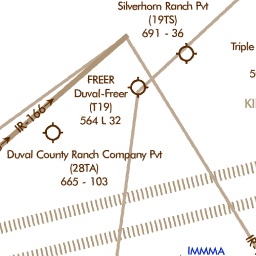 Silverhorn Ranch Pvt
(19TS)
691 - 36
Triple
FREER
Duval-Freer
(T19)
564 L 32
IR-166
Duval County Ranch Company Pvt
(28TA)
665 - 103
IMMMA